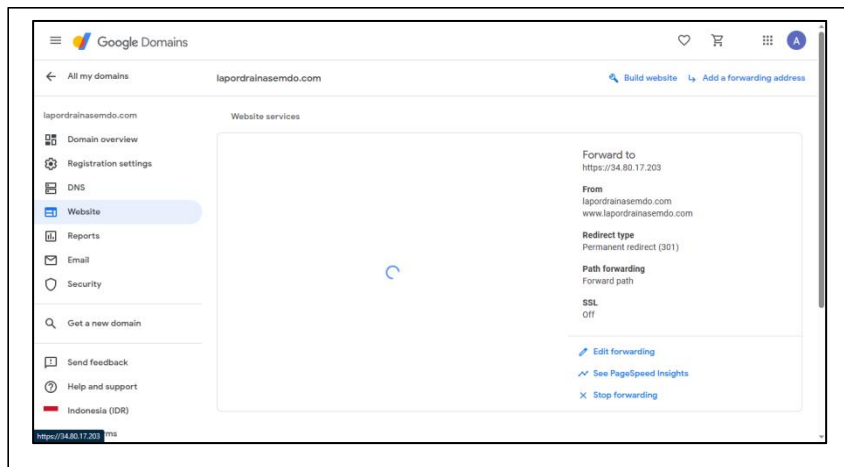 Google Domains
A
All my domains
lapordrainasemdo.com
Build website
Add a forwarding address
lapordrainasemdo.com
Domain overview
Registration settings
DNS
Website
Reports
Email
Security
Get a new domain
Send feedback
Help and support
Indonesia (IDR)
https://34.80.17.203
Website services
Forward to
https://34.80.17.203
From
lapordrainasemdo.com
www.lapordrainasemdo.com
Redirect type
Permanent redirect (301)
Path forwarding
Forward path
SSL
Off
Edit forwarding
See PageSpeed Insights
Stop forwarding